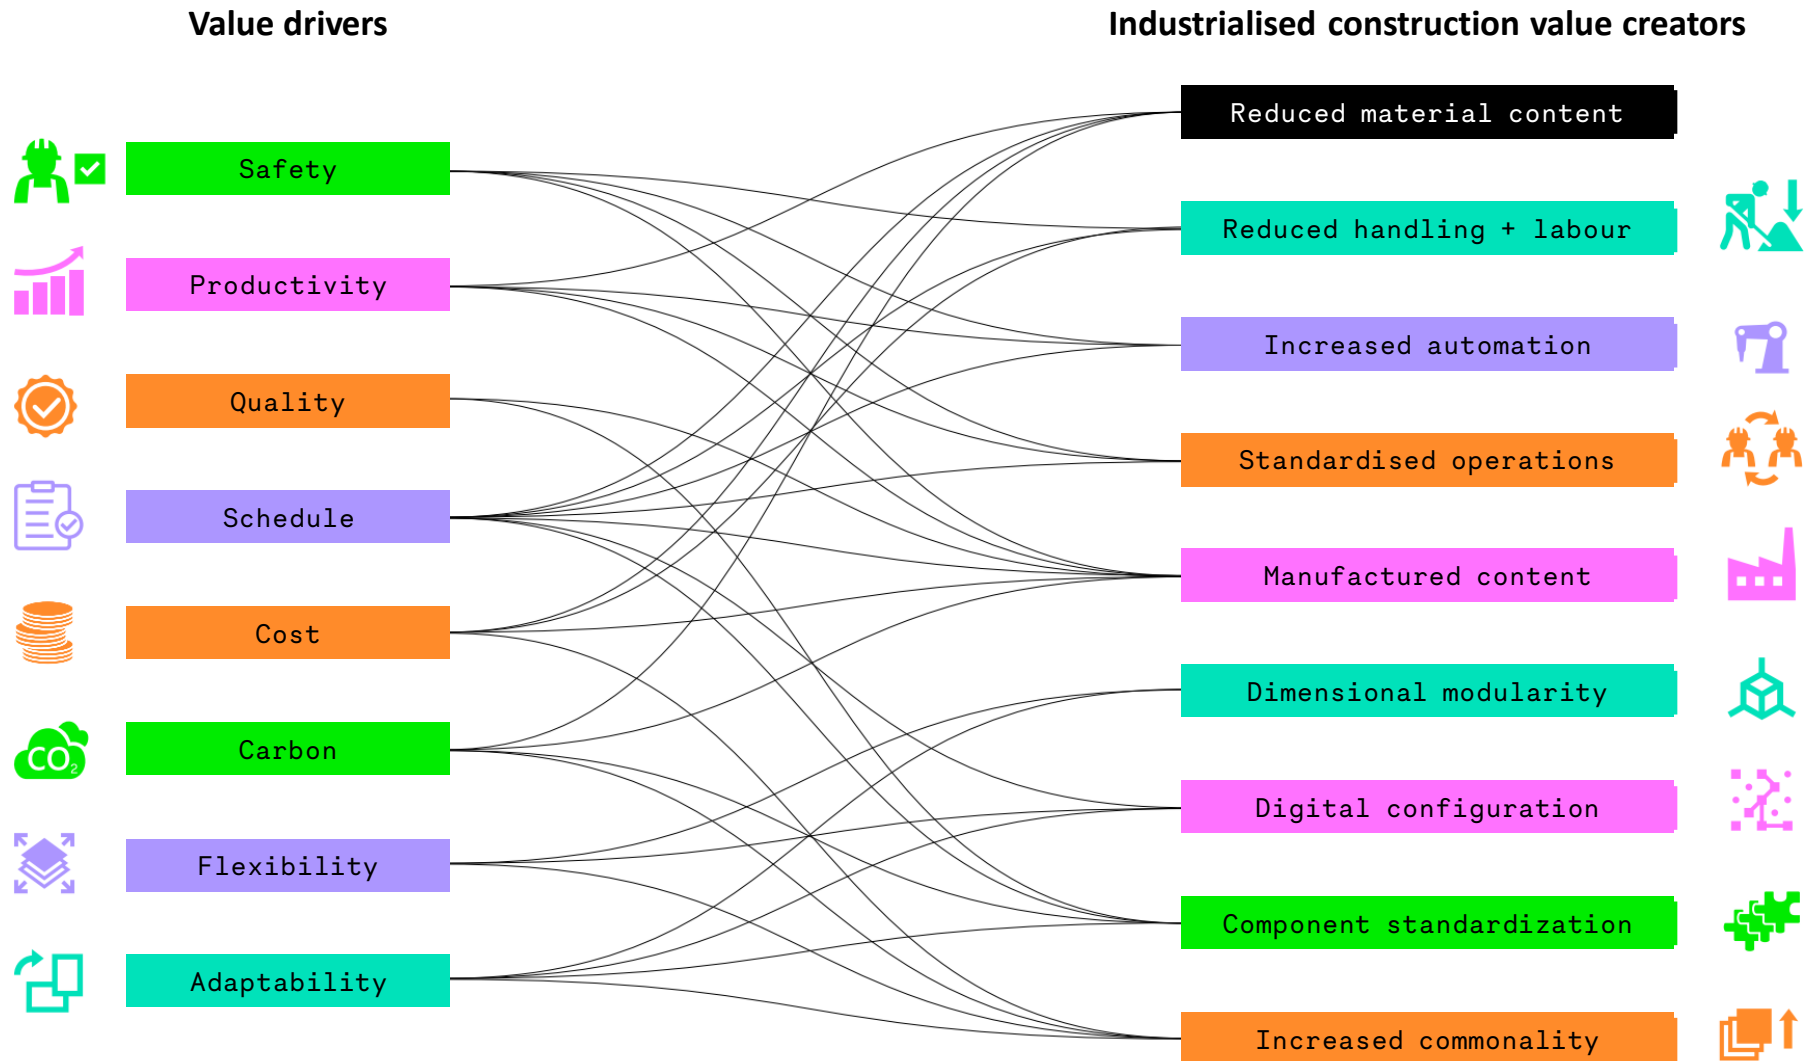 Value drivers
Industrialised construction value creators
Safety
Productivity
Quality
Schedule
Cost
CO2
Carbon
Flexibility
Adaptability
Reduced material content
Reduced handling + labour
Increased automation
Standardised operations
Manufactured content
Dimensional modularity
Digital configuration
Component standardization
Increased commonality